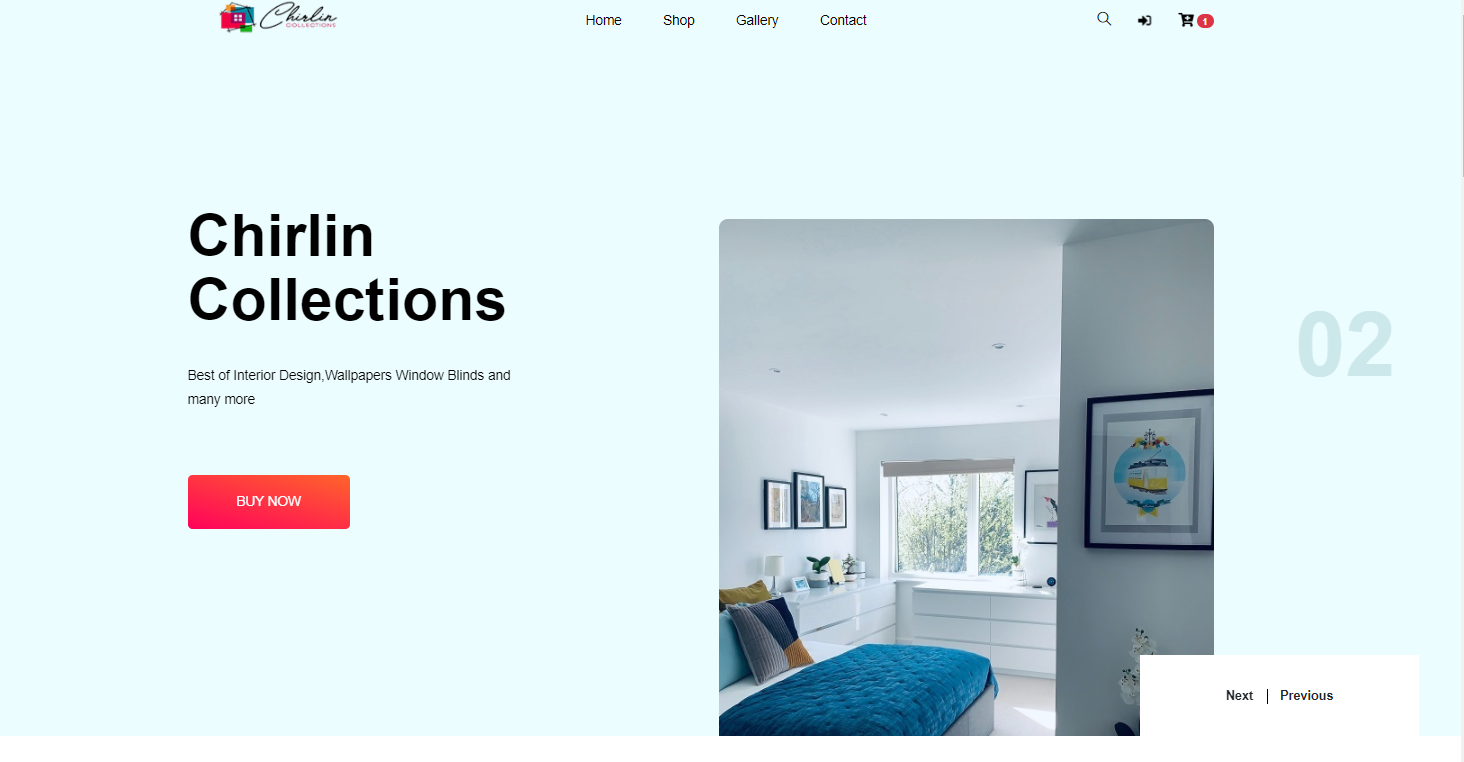 Chirlin
COLLECTIONS
Home
Shop
Gallery
Contact
1
Chirlin
Collections
Best of Interior Design,Wallpapers Window Blinds and
many more
BUY NOW
02
Next | Previous